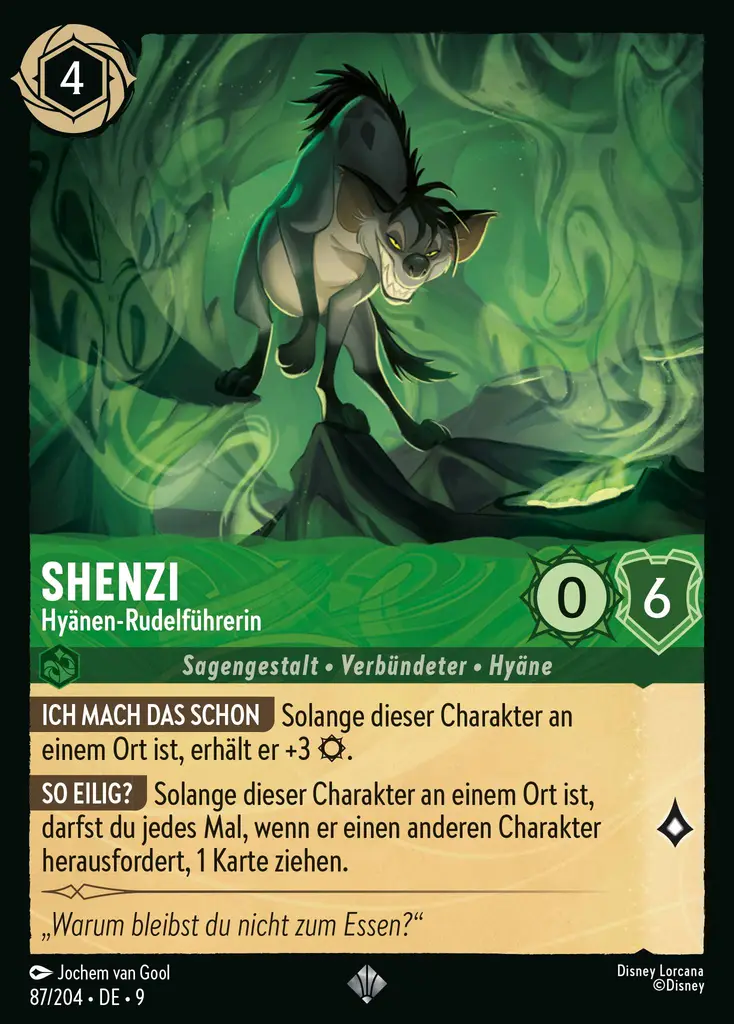 4
SHENZI
Hyänen-Rudelführerin
0
6
Sagengestalt • Verbündeter • Hyäne
ICH MACH DAS SCHON Solange dieser Charakter an
einem Ort ist, erhält er +3 .
SO EILIG? Solange dieser Charakter an einem Ort ist,
darfst du jedes Mal, wenn er einen anderen Charakter
herausfordert, 1 Karte ziehen.
„Warum bleibst du nicht zum Essen?“
Jochem van Gool
87/204 • DE • 9
Disney Lorcana
©Disney